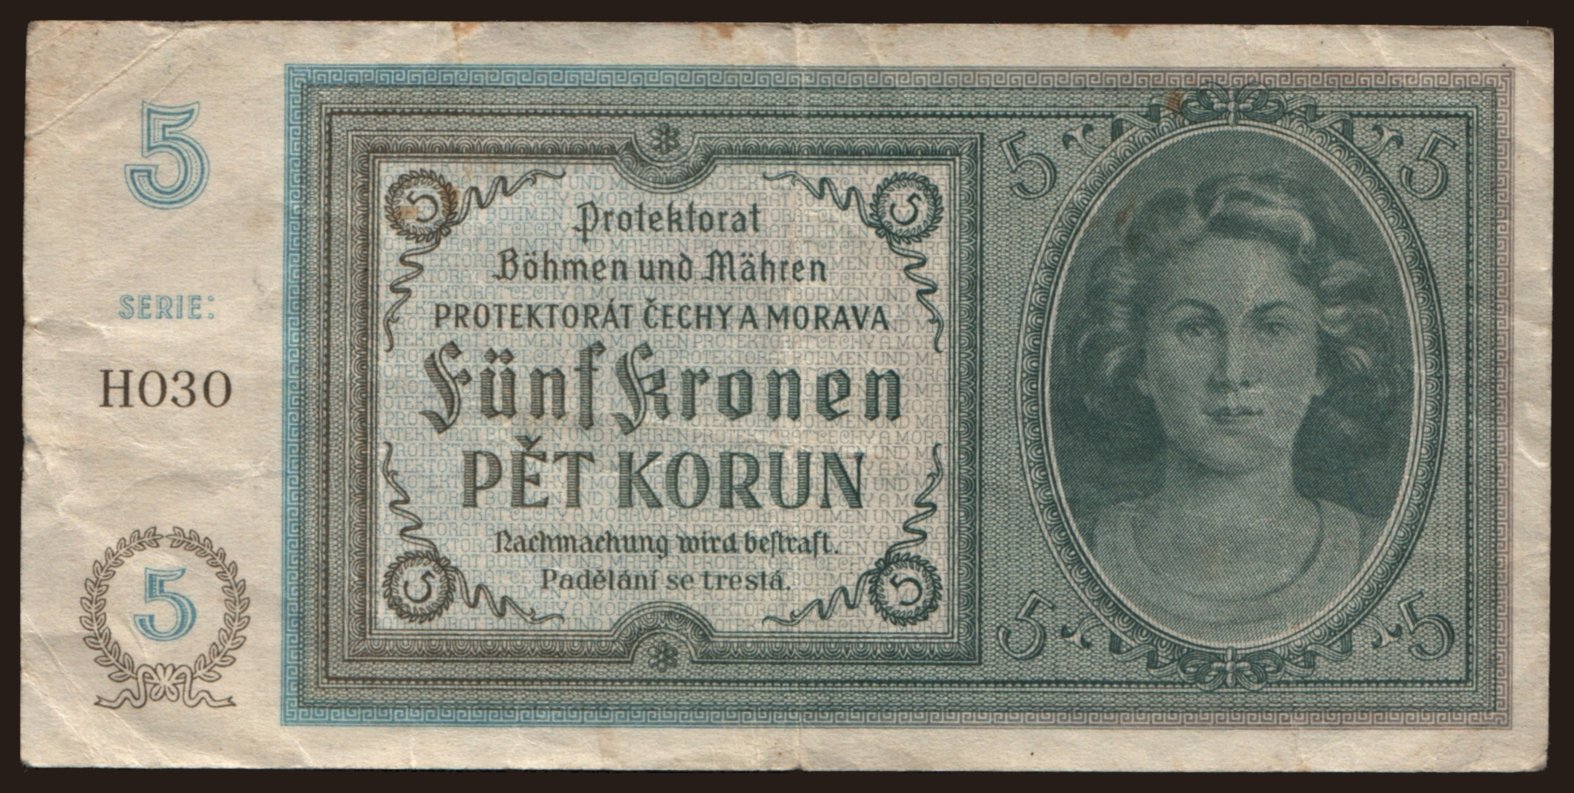 5
SERIE:
H030
5
5
5
Protektorat
Böhmen und Mähren
PROTEKTORÁT ČECHY A MORAVA
Fünf Kronen
PĚT KORUN
Nachmachung wird bestraft.
Padělání se trestá.
5
5
5
5
5
5